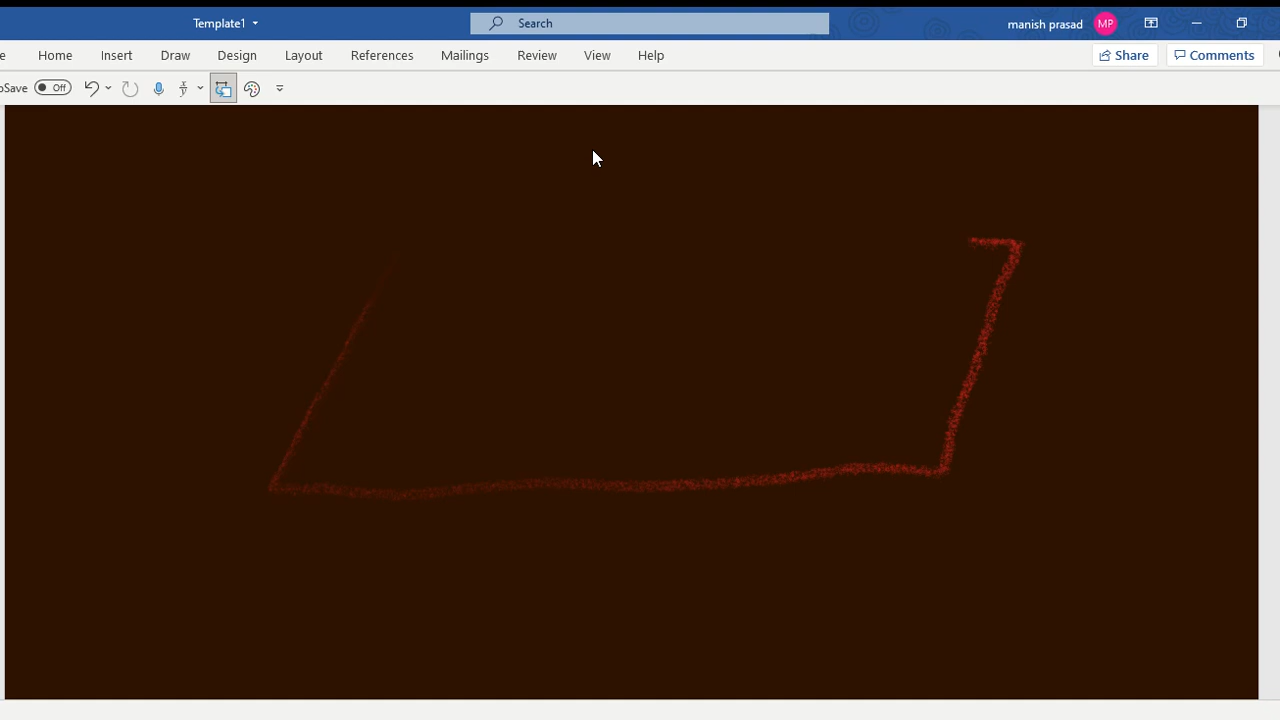 Template1
Search
manish prasad
MP
Home
Insert
Draw
Design
Layout
References
Mailings
Review
View
Help
Share
Comments
Off